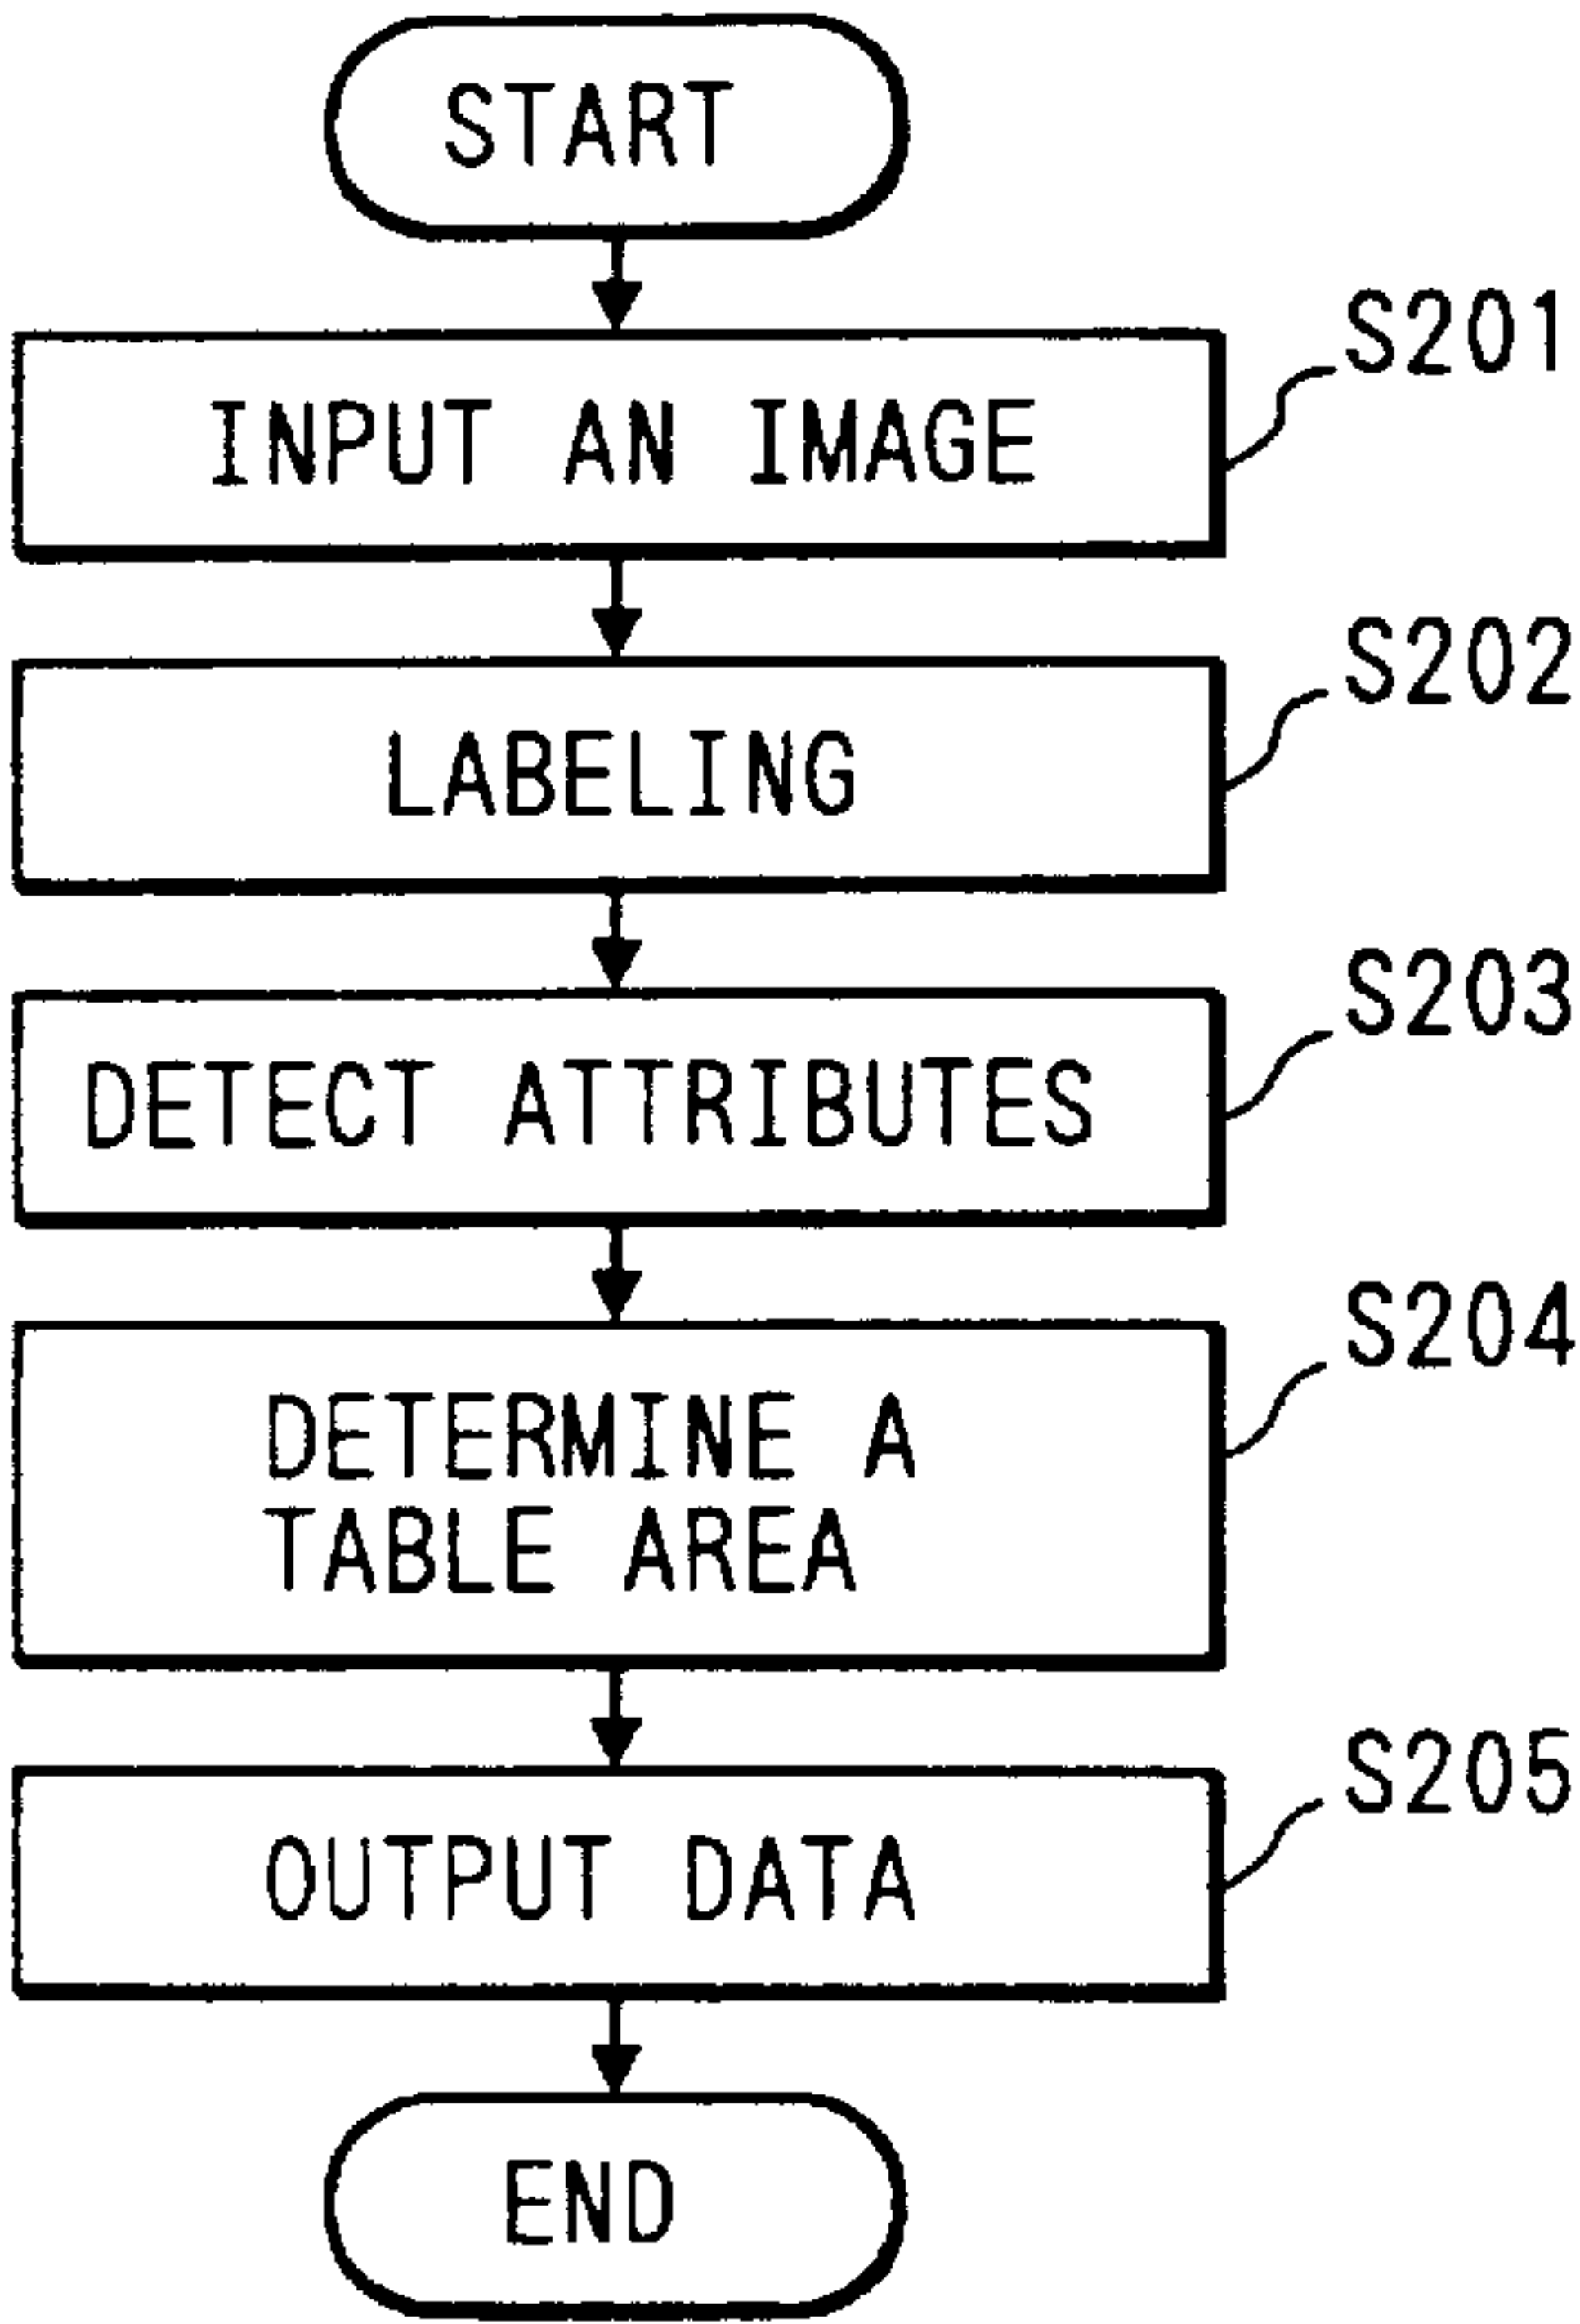 START
S201
INPUT AN IMAGE
S202
LABELING
S203
DETECT ATTRIBUTES
S204
DETERMINE A
TABLE AREA
S205
OUTPUT DATA
END